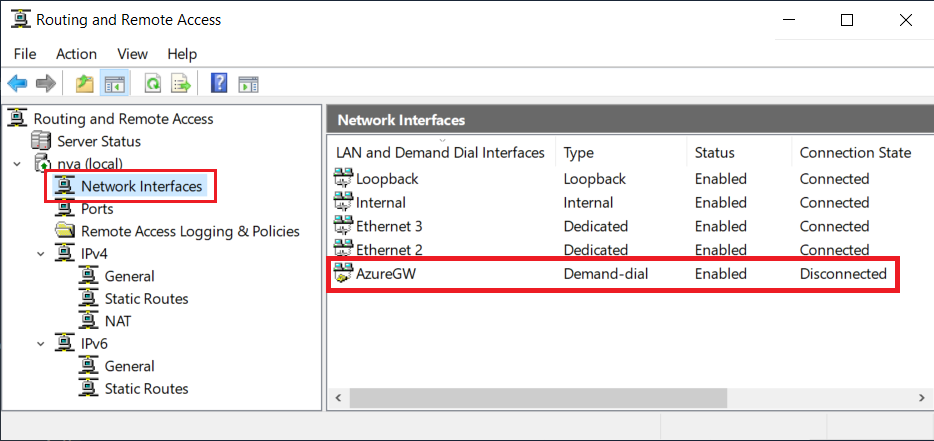 Routing and Remote Access
File Action View Help
Routing and Remote Access
Server Status
nva (local)
Network Interfaces
Ports
Remote Access Logging & Policies
IPv4
General
Static Routes
NAT
IPv6
General
Static Routes
Network Interfaces
LAN and Demand Dial Interfaces Type Status Connection State
Loopback Loopback Enabled Connected
Internal Internal Enabled Connected
Ethernet 3 Dedicated Enabled Connected
Ethernet 2 Dedicated Enabled Connected
AzureGW Demand-dial Enabled Disconnected